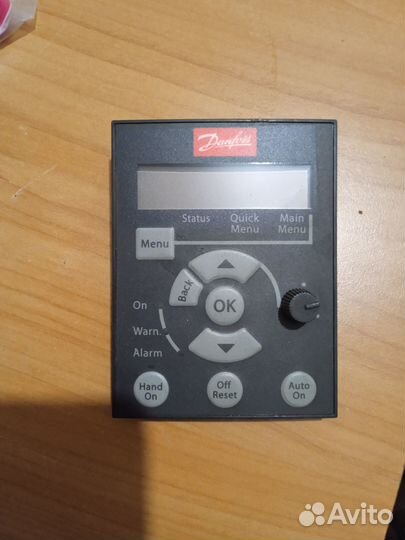 Danfoss
Status Quick Menu Main Menu
Menu
Back
OK
On
Warn.
Alarm
Hand On
Off Reset
Auto On
Avito